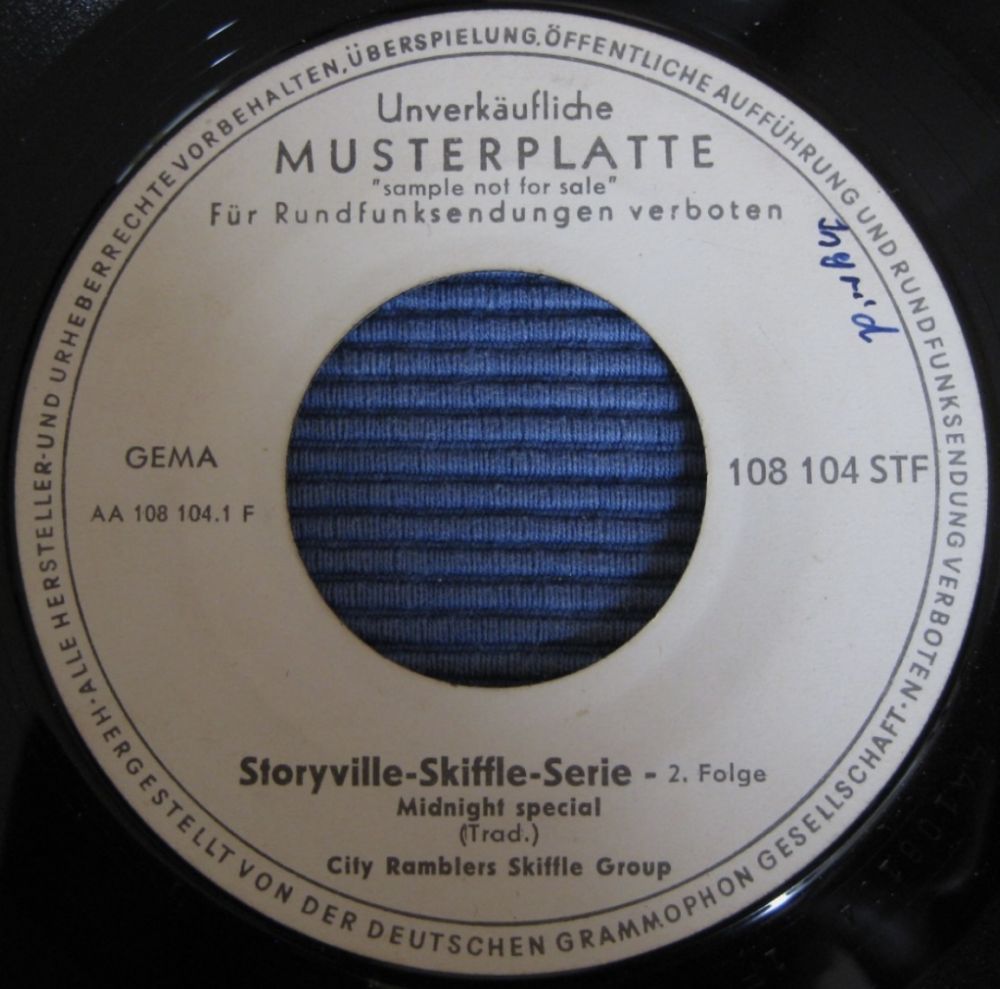 ALLE HERSTELLER-UND URHEBERRECHTE VORBEHALTEN, ÜBERSPIELUNG, ÖFFENTLICHE AUFFÜHRUNG UND RUNDFUNKSENDUNG VERBOTEN·
Unverkäufliche
MUSTERPLATTE
"sample not for sale"
Für Rundfunksendungen verboten
Ingrid
GEMA
108 104 STF
AA 108 104.1 F
Storyville-Skiffle-Serie - 2. Folge
Midnight special
(Trad.)
City Ramblers Skiffle Group
·HERGESTELLT VON DER DEUTSCHEN GRAMMOPHON GESELLSCHAFT·